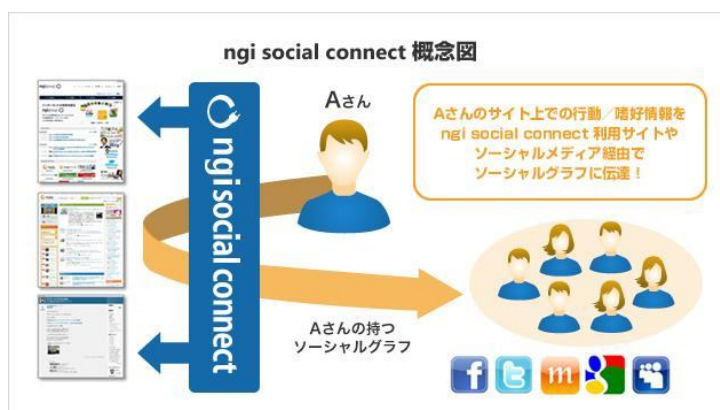 ngi social connect 概念図
Aさん
Aさんのサイト上での行動／嗜好情報を
ngi social connect 利用サイトや
ソーシャルメディア経由で
ソーシャルグラフに伝達！
ngi social connect
Aさんの持つ
ソーシャルグラフ
f
t
m
g